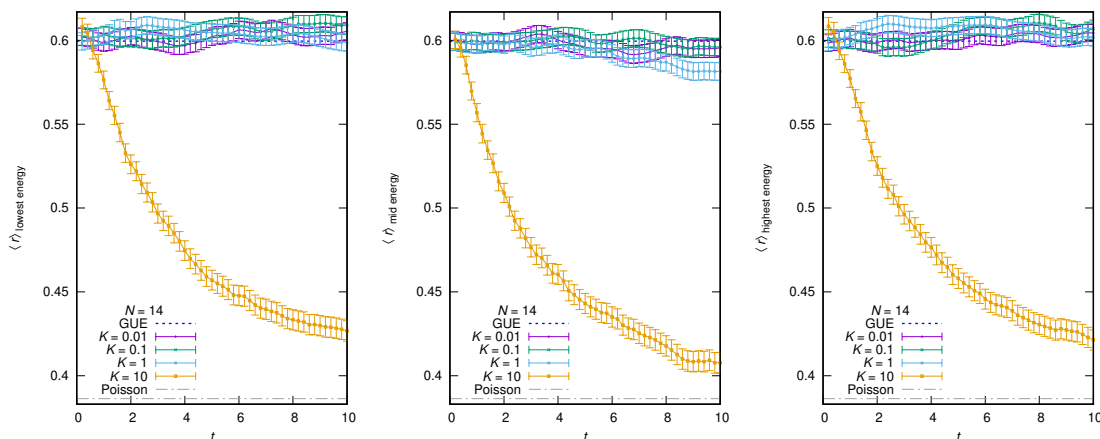 0.6
0.55
0.5
0.45
0.4
⟨ r⟩ lowest energy
N = 14
GUE
K = 0.01
K = 0.1
K = 1
K = 10
Poisson
0 2 4 6 8 10
t
0.6
0.55
0.5
0.45
0.4
⟨ r⟩ mid energy
N = 14
GUE
K = 0.01
K = 0.1
K = 1
K = 10
Poisson
0 2 4 6 8 10
t
0.6
0.55
0.5
0.45
0.4
⟨ r⟩ highest energy
N = 14
GUE
K = 0.01
K = 0.1
K = 1
K = 10
Poisson
0 2 4 6 8 10
t